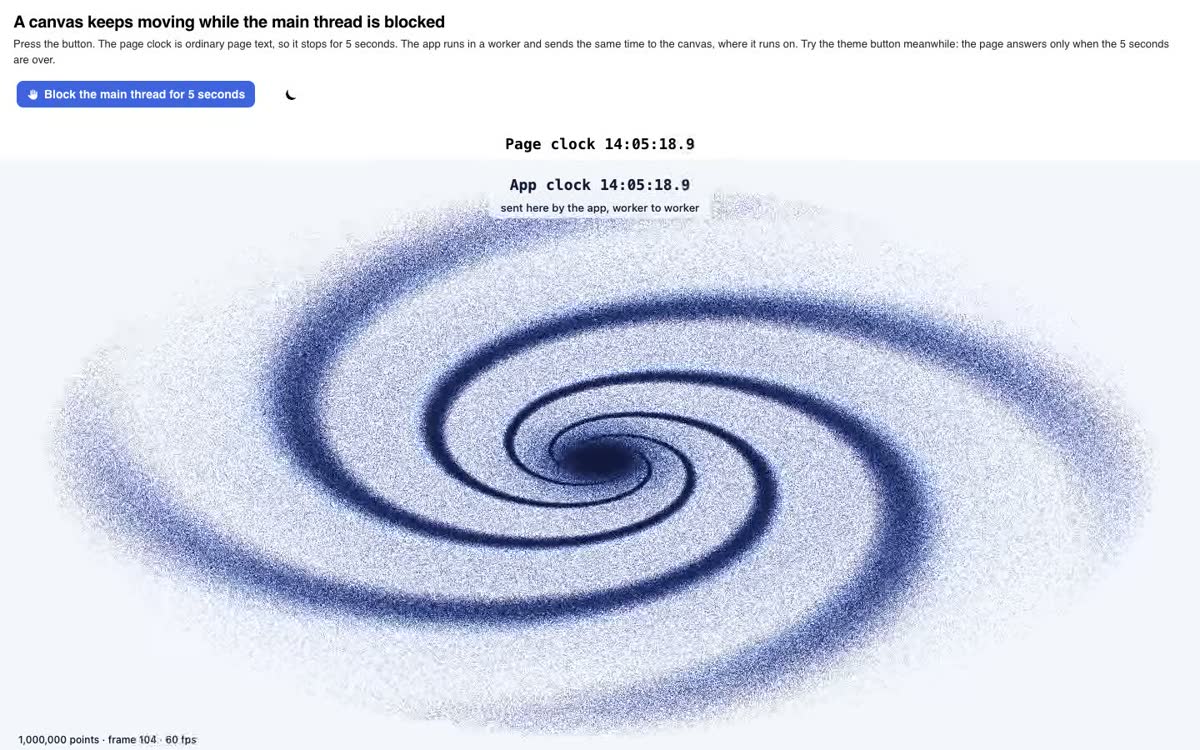 A canvas keeps moving while the main thread is blocked
Press the button. The page clock is ordinary page text, so it stops for 5 seconds. The app runs in a worker and sends the same time to the canvas, where it runs on. Try the theme button meanwhile: the page answers only when the 5 seconds
are over.
Block the main thread for 5 seconds
Page clock 14:05:18.9
App clock 14:05:18.9
sent here by the app, worker to worker
1,000,000 points · frame 104 · 60 fps